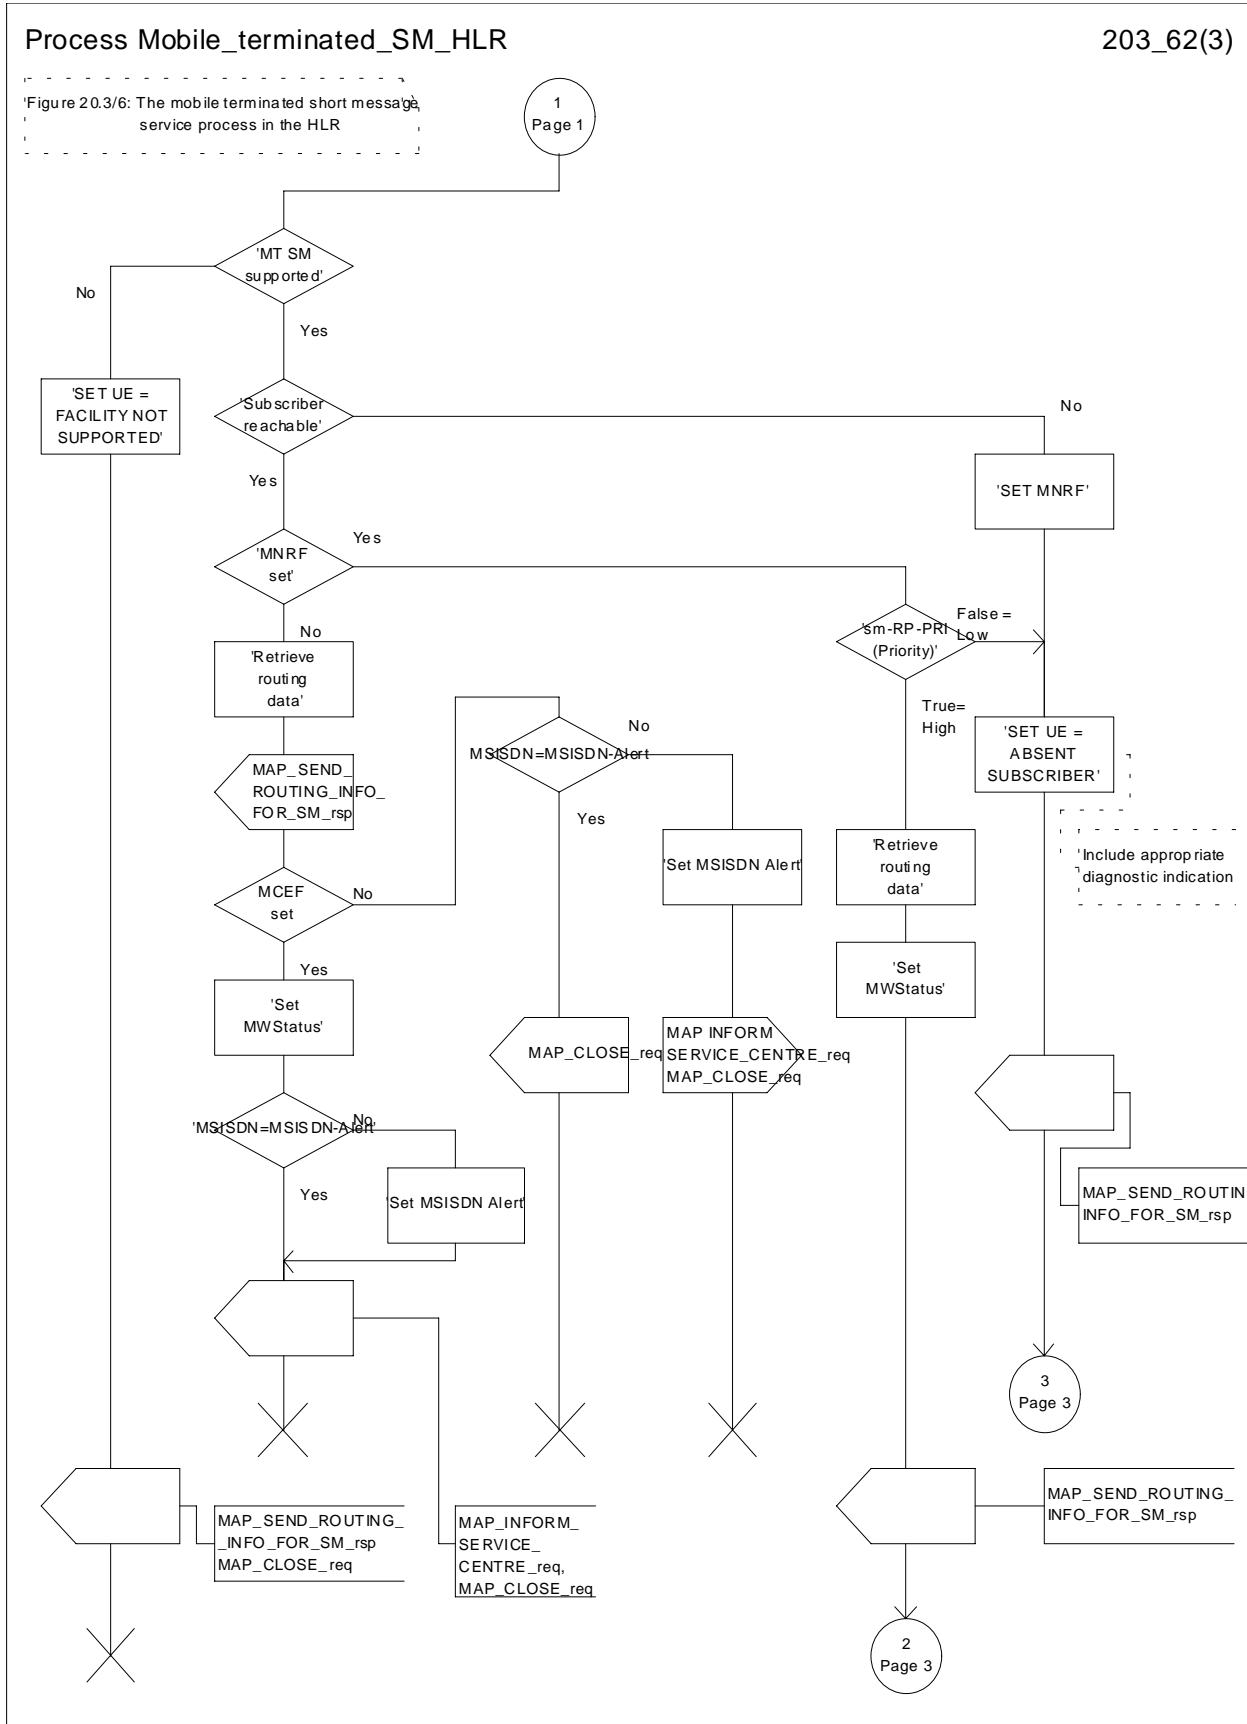 Process Mobile_terminated_SM_HLR
203_62(3)
'Figure 20.3/6: The mobile terminated short message
service process in the HLR
1
Page 1
'MT SM
supported'
No
Yes
'SET UE =
FACILITY NOT
SUPPORTED'
'Subscriber
reachable'
No
Yes
'SET MNRF'
'MNRF
set'
Yes
No
'sm-RP-PRI
(Priority)'
False =
Low
True=
High
'Retrieve
routing
data'
MSISDN=MSISDN-Alert
No
Yes
'SET UE =
ABSENT
SUBSCRIBER'
MAP_SEND_
ROUTING_INFO_
FOR_SM_rsp
'Set MSISDN Alert'
'Retrieve
routing
data'
'Include appropriate
diagnostic indication
MCEF
set
No
Yes
'Set
MWStatus'
'Set
MWStatus'
MAP_CLOSE_req
MAP INFORM
SERVICE_CENTRE_req
MAP_CLOSE_req
'MSISDN=MSISDN-Alert'
No
Yes
'Set MSISDN Alert'
MAP_SEND_ROUTIN
INFO_FOR_SM_rsp
3
Page 3
MAP_SEND_ROUTING_
_INFO_FOR_SM_rsp
MAP_CLOSE_req
MAP_INFORM_
SERVICE_
CENTRE_req,
MAP_CLOSE_req
MAP_SEND_ROUTING_
INFO_FOR_SM_rsp
2
Page 3